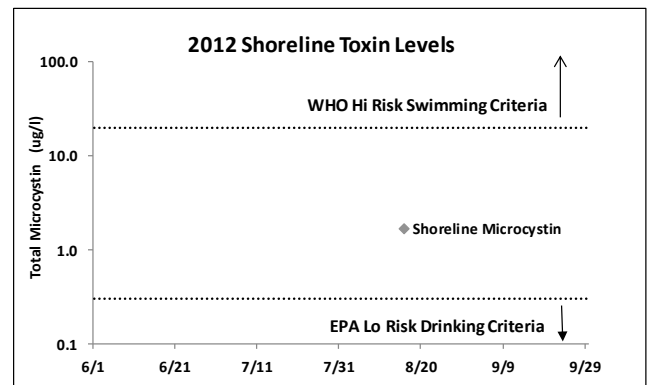 2012 Shoreline Toxin Levels
Total Microcystin (ug/l)
100.0
10.0
1.0
0.1
WHO Hi Risk Swimming Criteria
Shoreline Microcystin
EPA Lo Risk Drinking Criteria
6/1 6/21 7/11 7/31 8/20 9/9 9/29